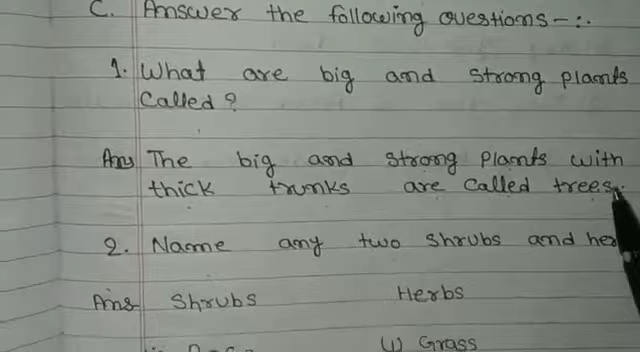 C. Answer the following questions-:.
1. What are big and strong plants
called?
Ans The big and strong plants with
thick trunks are called trees.
2. Name any two shrubs and
Ans Shrubs Herbs
(i) Grass